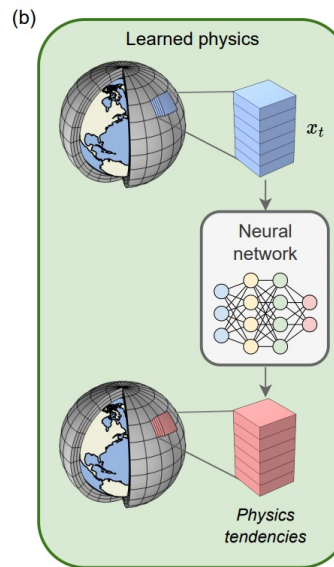 (b)
Learned physics
x_t
Neural
network
Physics
tendencies